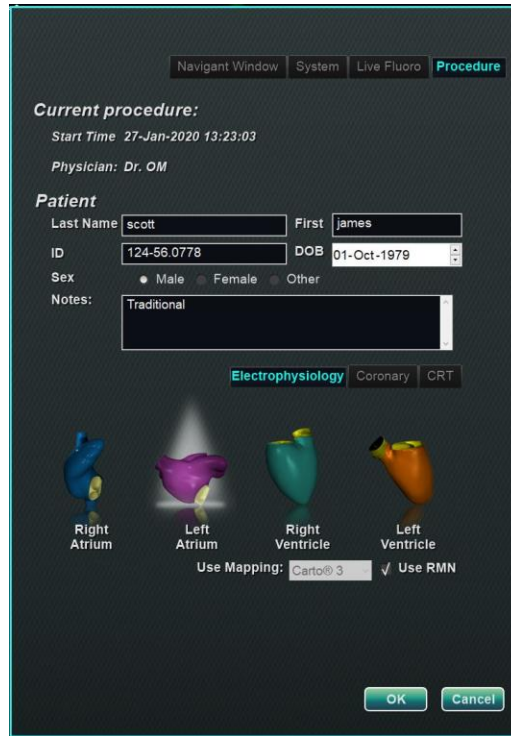 Navigant Window System Live Fluoro Procedure
Current procedure:
Start Time 27-Jan-2020 13:23:03
Physician: Dr. OM
Patient
Last Name scott First james
ID 124-56.0778 DOB 01-Oct-1979
Sex Male Female Other
Notes: Traditional
Electrophysiology Coronary CRT
Right Atrium
Left Atrium
Right Ventricle
Left Ventricle
Use Mapping: Carto® 3 Use RMN
OK Cancel